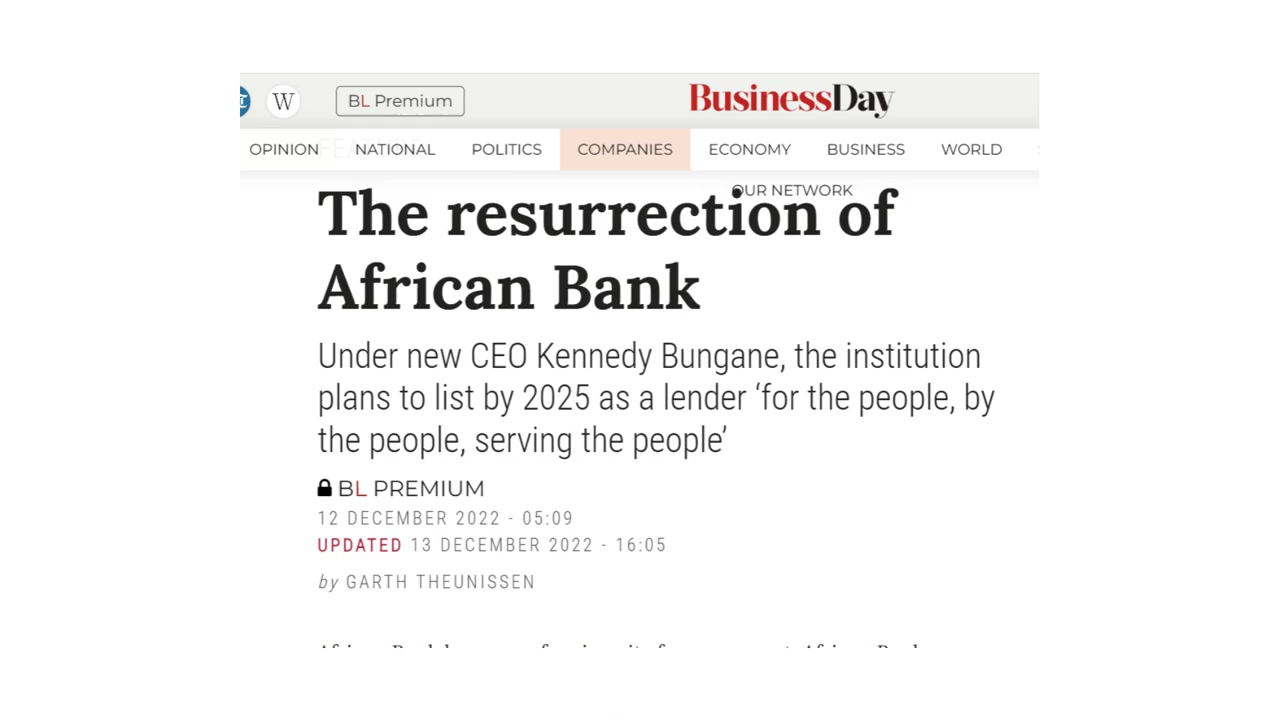 W
BL Premium
BusinessDay
OPINION NATIONAL POLITICS COMPANIES ECONOMY BUSINESS WORLD
OUR NETWORK
The resurrection of
African Bank
Under new CEO Kennedy Bungane, the institution
plans to list by 2025 as a lender ‘for the people, by
the people, serving the people’
BL PREMIUM
12 DECEMBER 2022 - 05:09
UPDATED 13 DECEMBER 2022 - 16:05
by GARTH THEUNISSEN